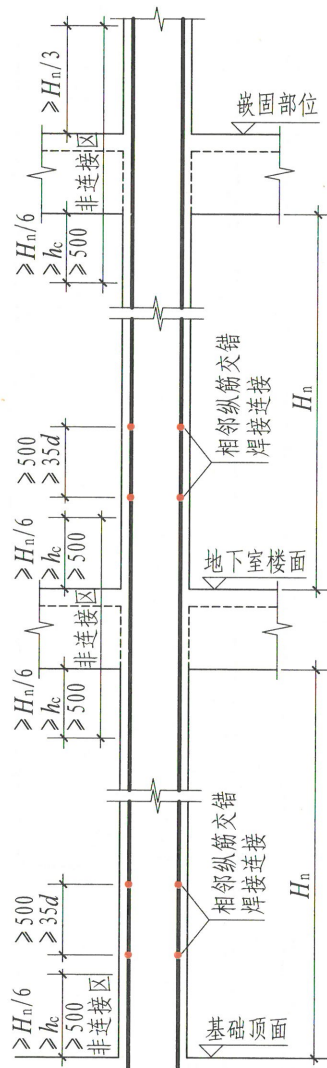 ≥Hn/3
嵌固部位
非连接区
≥Hn/6
≥hc
≥500
Hn
≥500
≥35d
相邻纵筋交错
焊接连接
≥Hn/6
≥hc
≥500
地下室楼面
非连接区
≥Hn/6
≥hc
≥500
Hn
≥500
≥35d
相邻纵筋交错
焊接连接
≥Hn/6
≥hc
≥500
非连接区
基础顶面